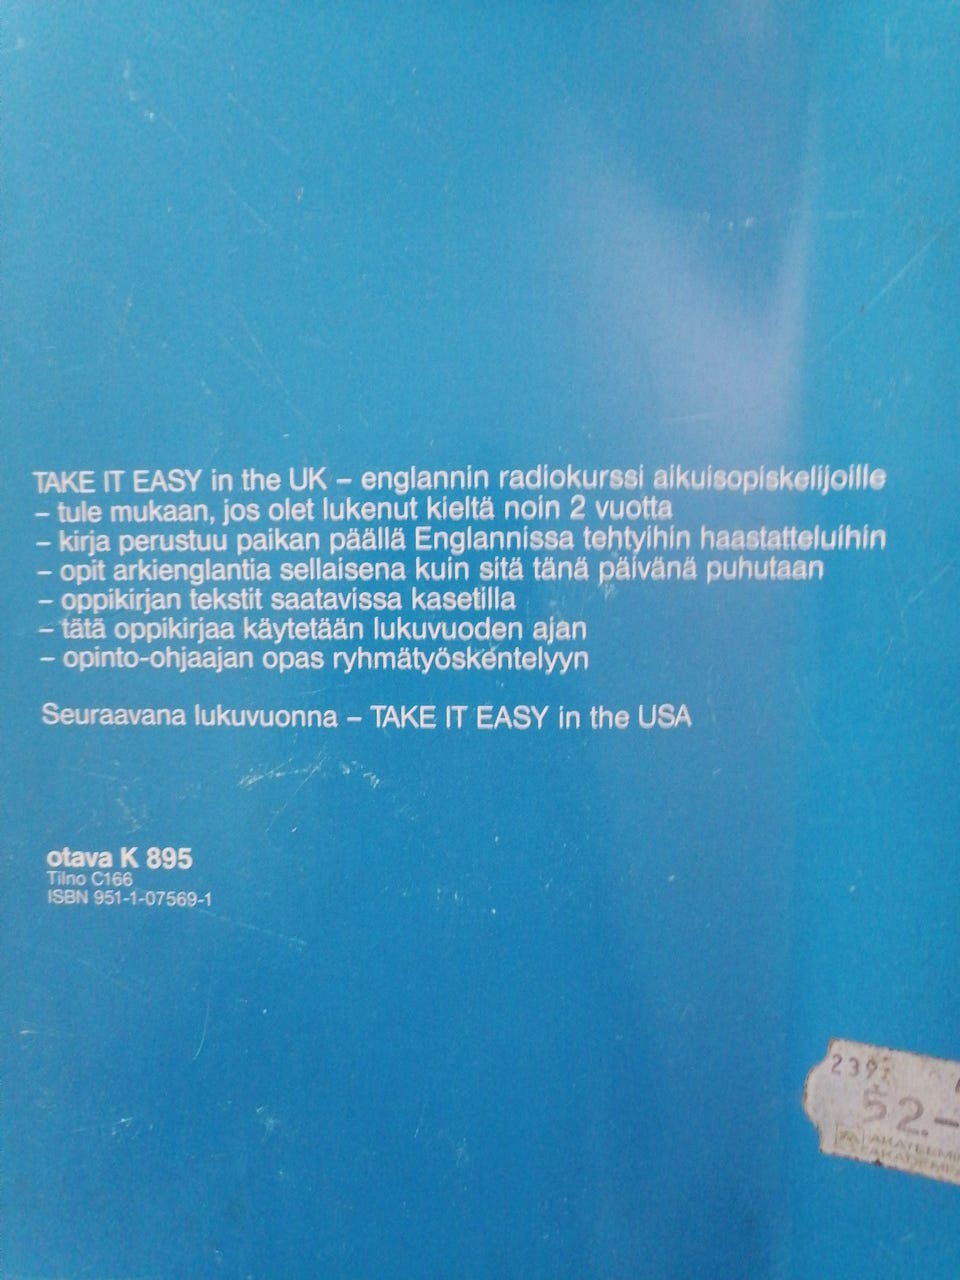 TAKE IT EASY in the UK – englannin radiokurssi aikuisopiskelijoille
– tule mukaan, jos olet lukenut kieltä noin 2 vuotta
– kirja perustuu paikan päällä Englannissa tehtyihin haastatteluihin
– opit arkienglantia sellaisena kuin sitä tänä päivänä puhutaan
– oppikirjan tekstit saatavissa kasetilla
– tätä oppikirjaa käytetään lukuvuoden ajan
– opinto-ohjaajan opas ryhmätyöskentelyyn
Seuraavana lukuvuonna – TAKE IT EASY in the USA
otava K 895
Tilno C166
ISBN 951-1-07569-1
52.–